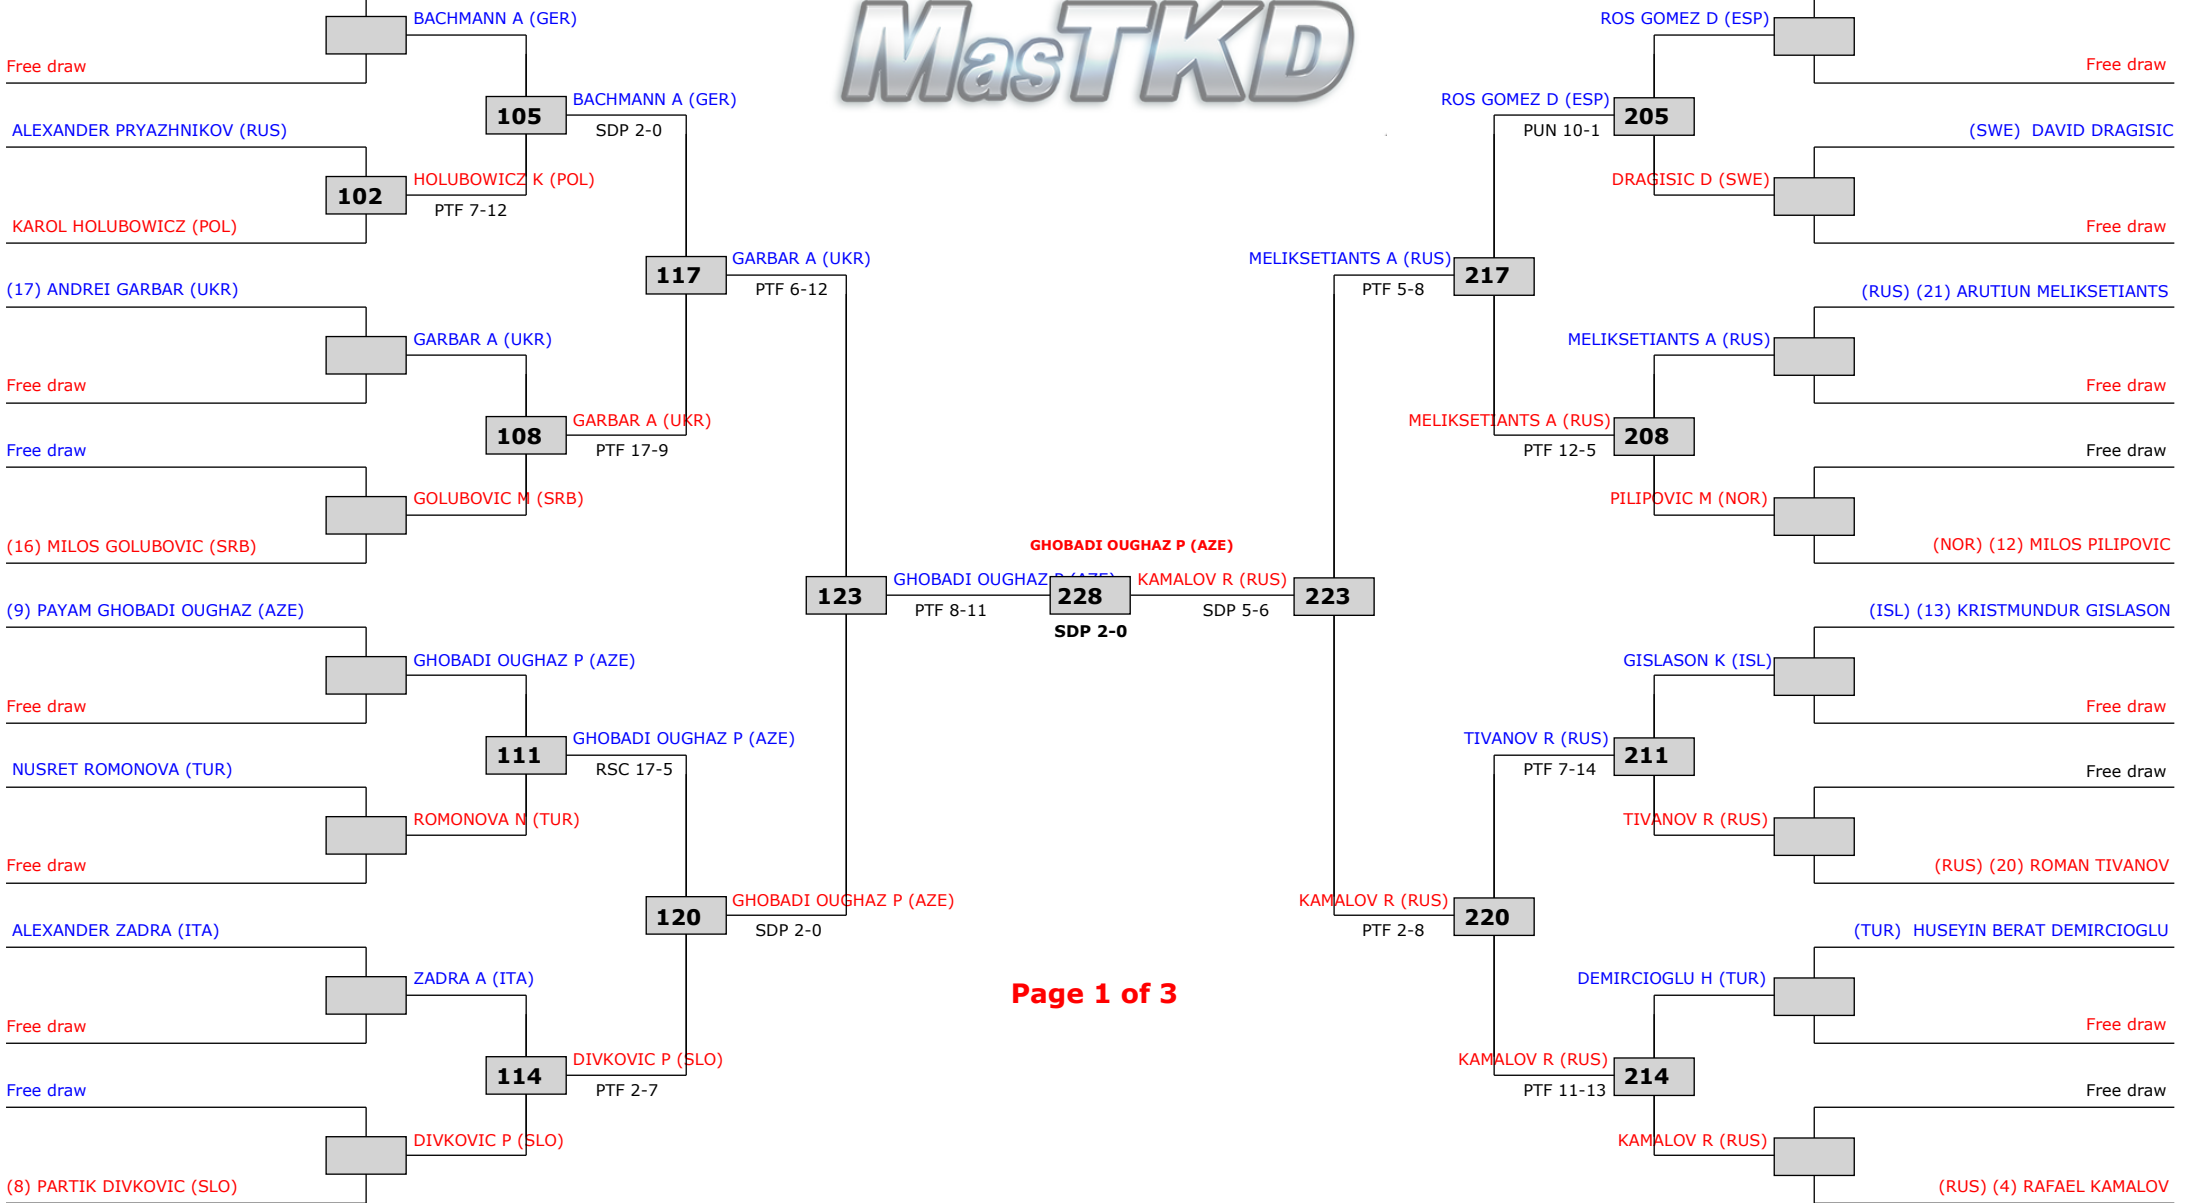 MasTKD
BACHMANN A (GER)
Free draw
105
BACHMANN A (GER)
SDP 2-0
ALEXANDER PRYAZHNIKOV (RUS)
102
HOLUBOWICZ K (POL)
PTF 7-12
KAROL HOLUBOWICZ (POL)
117
GARBAR A (UKR)
PTF 6-12
(17) ANDREI GARBAR (UKR)
GARBAR A (UKR)
Free draw
108
GARBAR A (UKR)
PTF 17-9
Free draw
GOLUBOVIC M (SRB)
(16) MILOS GOLUBOVIC (SRB)
123
GHOBADI OUGHAZ P (AZE)
PTF 8-11
(9) PAYAM GHOBADI OUGHAZ (AZE)
GHOBADI OUGHAZ P (AZE)
Free draw
111
GHOBADI OUGHAZ P (AZE)
RSC 17-5
NUSRET ROMONOVA (TUR)
ROMONOVA N (TUR)
Free draw
120
GHOBADI OUGHAZ P (AZE)
SDP 2-0
ALEXANDER ZADRA (ITA)
ZADRA A (ITA)
Free draw
114
DIVKOVIC P (SLO)
PTF 2-7
Free draw
DIVKOVIC P (SLO)
(8) PARTIK DIVKOVIC (SLO)
GHOBADI OUGHAZ P (AZE)
228
SDP 2-0
Page 1 of 3
ROS GOMEZ D (ESP)
Free draw
ROS GOMEZ D (ESP)
205
PUN 10-1
(SWE) DAVID DRAGISIC
DRAGISIC D (SWE)
Free draw
MELIKSETIANTS A (RUS)
217
PTF 5-8
(RUS) (21) ARUTIUN MELIKSETIANTS
MELIKSETIANTS A (RUS)
Free draw
MELIKSETIANTS A (RUS)
208
PTF 12-5
Free draw
PILIPOVIC M (NOR)
(NOR) (12) MILOS PILIPOVIC
KAMALOV R (RUS)
223
SDP 5-6
(ISL) (13) KRISTMUNDUR GISLASON
GISLASON K (ISL)
Free draw
TIVANOV R (RUS)
211
PTF 7-14
Free draw
TIVANOV R (RUS)
(RUS) (20) ROMAN TIVANOV
KAMALOV R (RUS)
220
PTF 2-8
(TUR) HUSEYIN BERAT DEMIRCIOGLU
DEMIRCIOGLU H (TUR)
Free draw
KAMALOV R (RUS)
214
PTF 11-13
Free draw
KAMALOV R (RUS)
(RUS) (4) RAFAEL KAMALOV